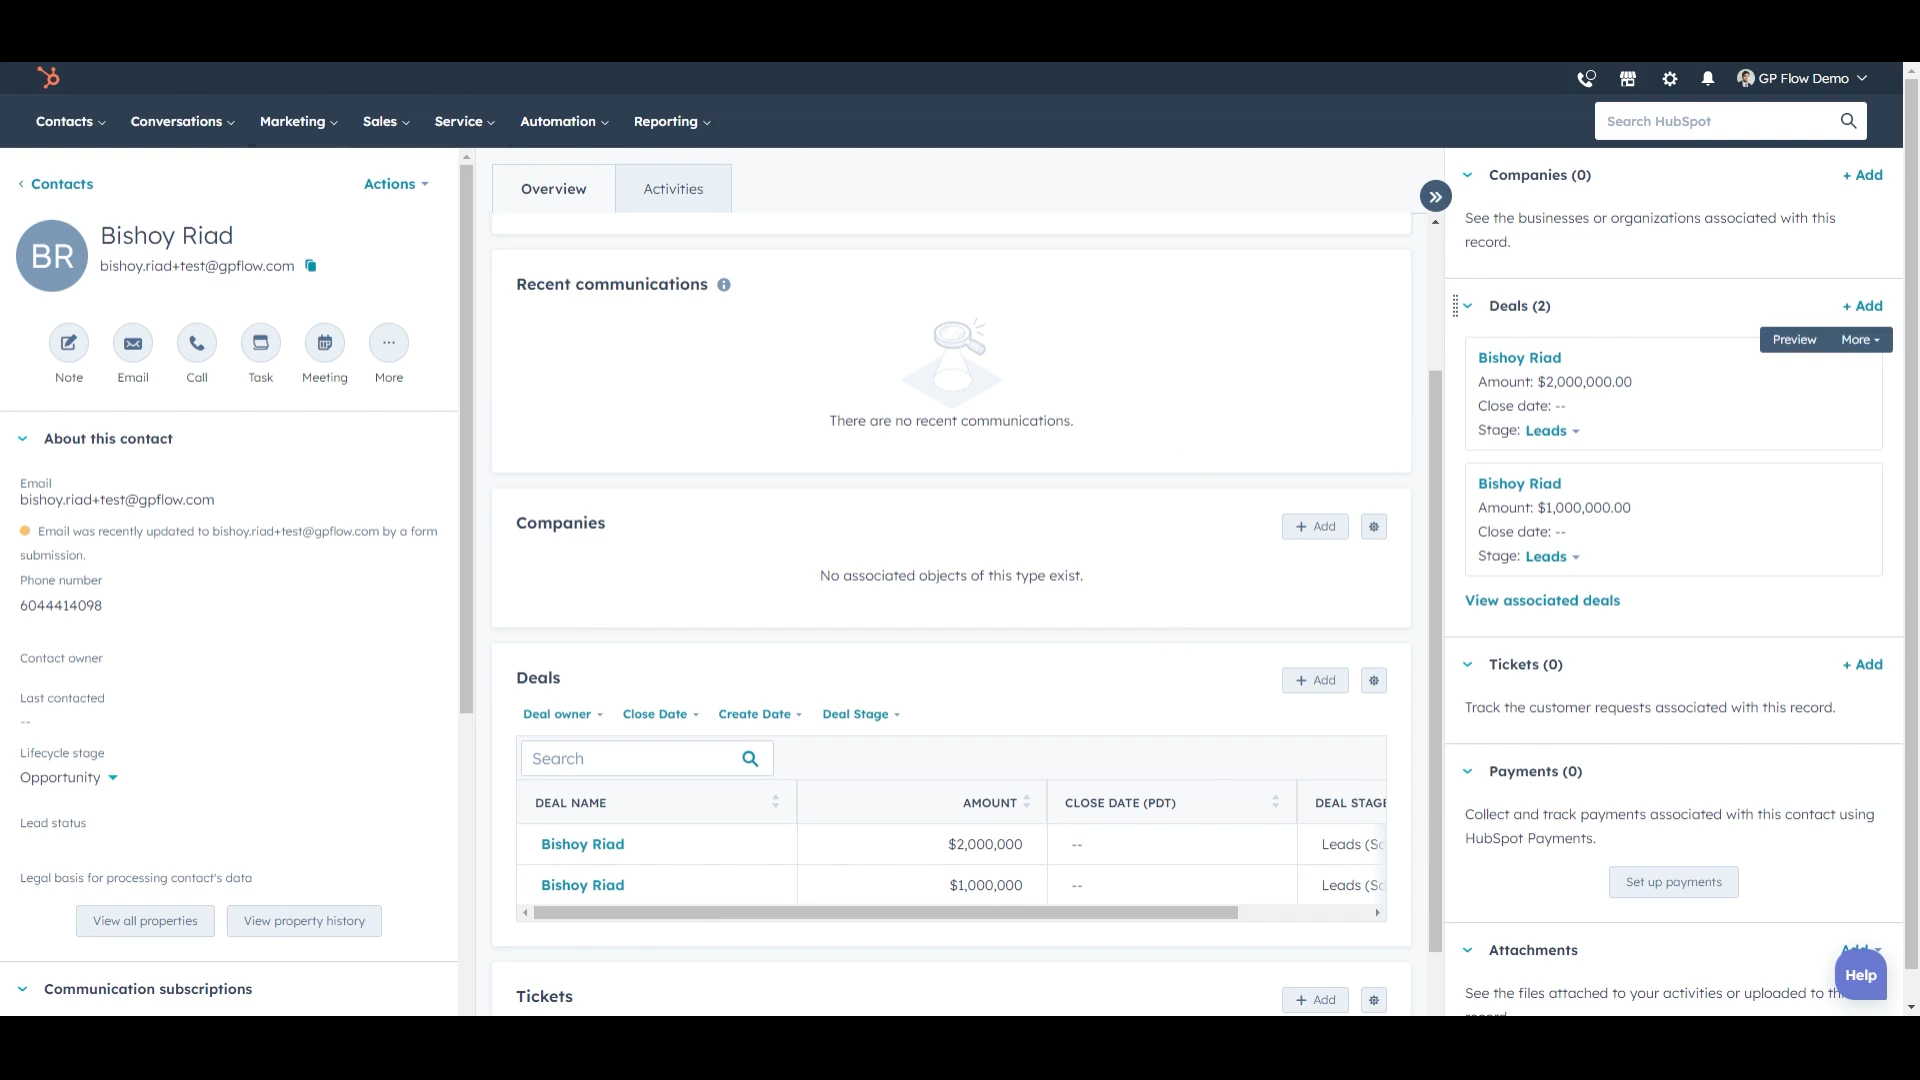 GP Flow Demo
Contacts
Conversations
Marketing
Sales
Service
Automation
Reporting
Search HubSpot
Contacts
Actions
BR
Bishoy Riad
bishoy.riad+test@gpflow.com
Note
Email
Call
Task
Meeting
More
About this contact
Email
bishoy.riad+test@gpflow.com
Email was recently updated to bishoy.riad+test@gpflow.com by a form
submission.
Phone number
6044414098
Contact owner
Last contacted
--
Lifecycle stage
Opportunity
Lead status
Legal basis for processing contact's data
View all properties
View property history
Communication subscriptions
Overview
Activities
Recent communications
There are no recent communications.
Companies
+ Add
No associated objects of this type exist.
Deals
+ Add
Deal owner
Close Date
Create Date
Deal Stage
Search
DEAL NAME
AMOUNT
CLOSE DATE (PDT)
DEAL STAGE
Bishoy Riad
$2,000,000
--
Leads (Sc
Bishoy Riad
$1,000,000
--
Leads (Sc
Tickets
+ Add
Companies (0)
+ Add
See the businesses or organizations associated with this
record.
Deals (2)
+ Add
Preview
More
Bishoy Riad
Amount: $2,000,000.00
Close date: --
Stage: Leads
Bishoy Riad
Amount: $1,000,000.00
Close date: --
Stage: Leads
View associated deals
Tickets (0)
+ Add
Track the customer requests associated with this record.
Payments (0)
Collect and track payments associated with this contact using
HubSpot Payments.
Set up payments
Attachments
Add
Help
See the files attached to your activities or uploaded to